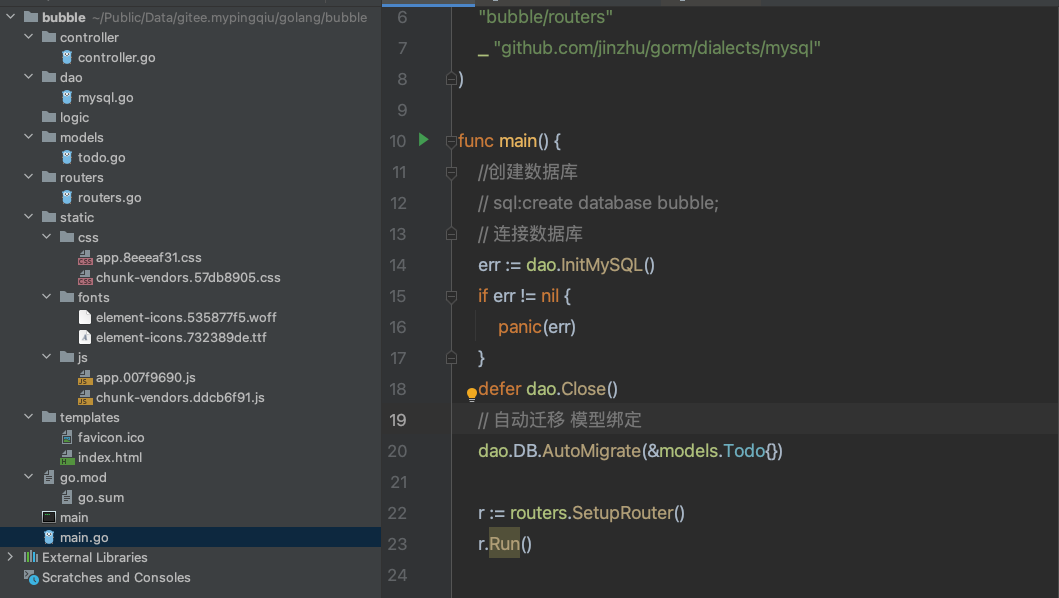 bubble ~/Public/Data/gitee.mypingqiu/golang/bubble
controller
controller.go
dao
mysql.go
logic
models
todo.go
routers
routers.go
static
css
app.8eeeaf31.css
chunk-vendors.57db8905.css
fonts
element-icons.535877f5.woff
element-icons.732389de.ttf
js
app.007f9690.js
chunk-vendors.ddcb6f91.js
templates
favicon.ico
index.html
go.mod
go.sum
main
main.go
External Libraries
Scratches and Consoles
6 "bubble/routers"
7 _ "github.com/jinzhu/gorm/dialects/mysql"
8 )
9
10 func main() {
11 //创建数据库
12 // sql:create database bubble;
13 // 连接数据库
14 err := dao.InitMySQL()
15 if err != nil {
16 panic(err)
17 }
18 defer dao.Close()
19 // 自动迁移 模型绑定
20 dao.DB.AutoMigrate(&models.Todo{})
21
22 r := routers.SetupRouter()
23 r.Run()
24